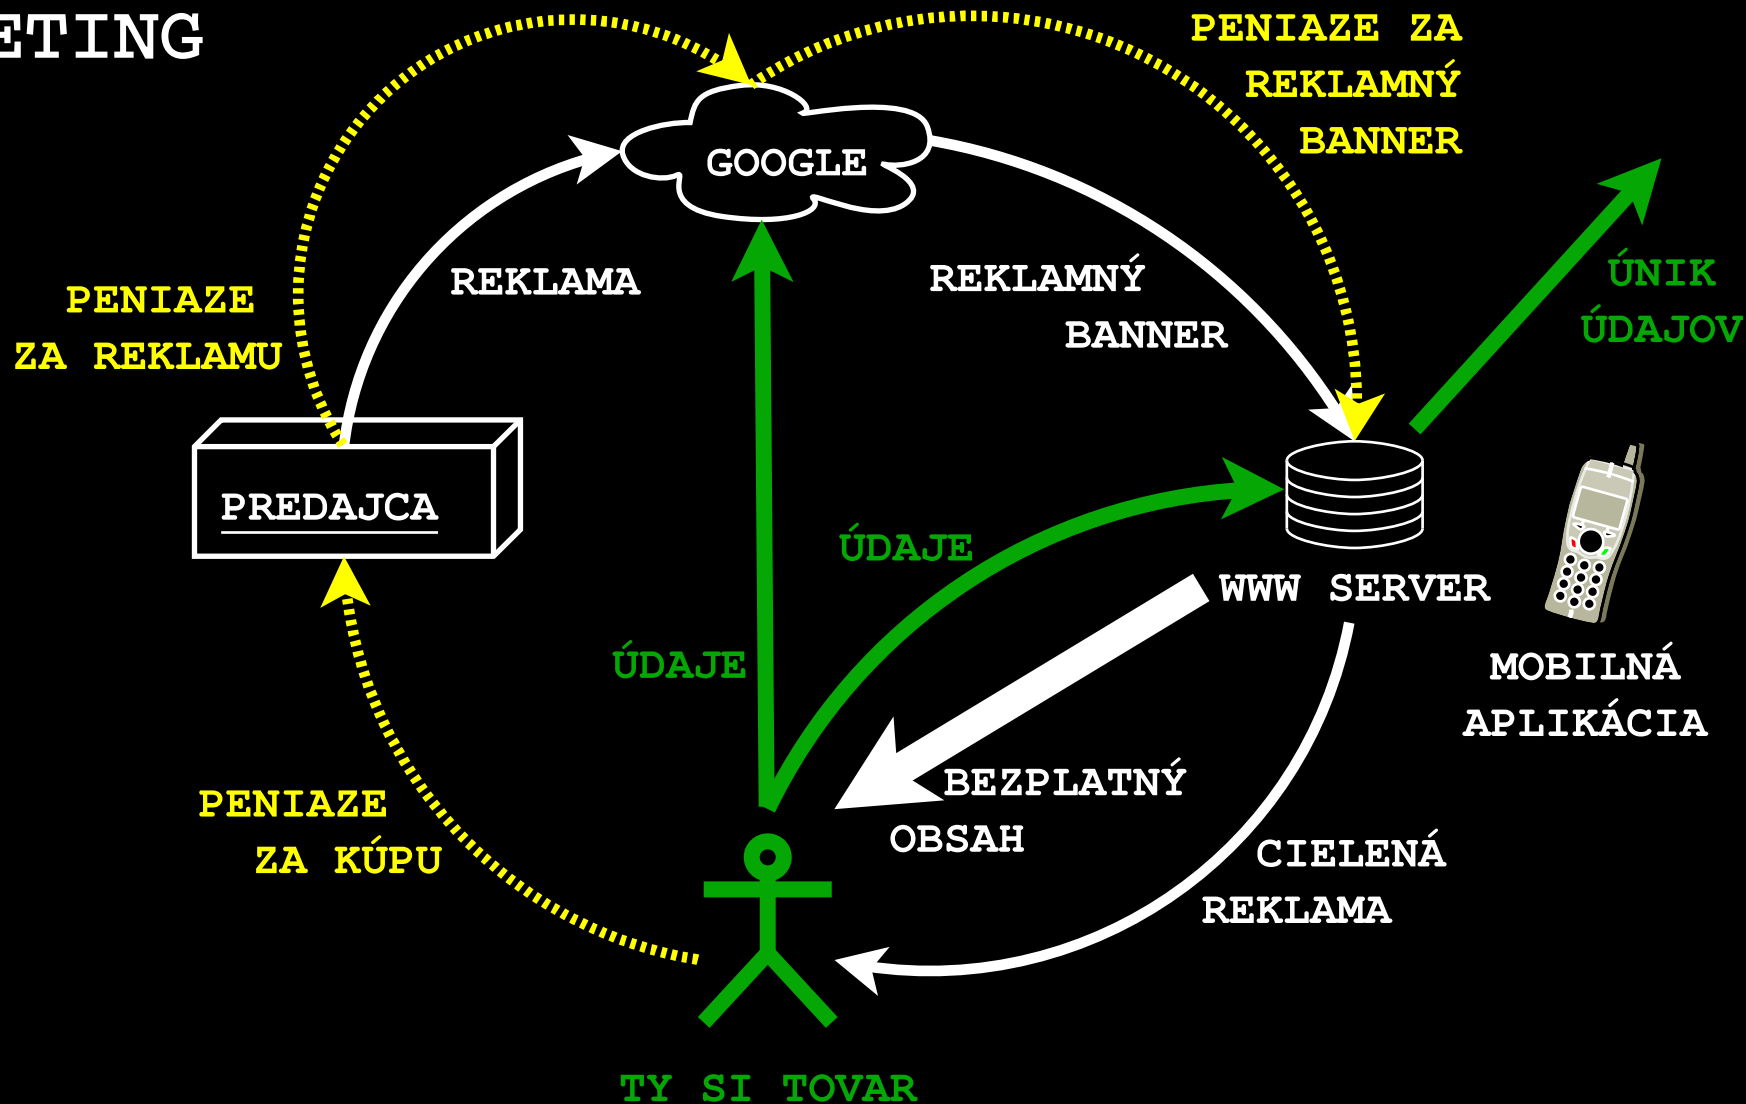 ETING
PENIAZE ZA
REKLAMNÝ
BANNER
GOOGLE
REKLAMA
REKLAMNÝ
BANNER
ÚNIK
ÚDAJOV
PENIAZE
ZA REKLAMU
PREDAJCA
ÚDAJE
WWW SERVER
ÚDAJE
MOBILNÁ
APLIKÁCIA
BEZPLATNÝ
OBSAH
PENIAZE
ZA KÚPU
CIELENÁ
REKLAMA
TY SI TOVAR